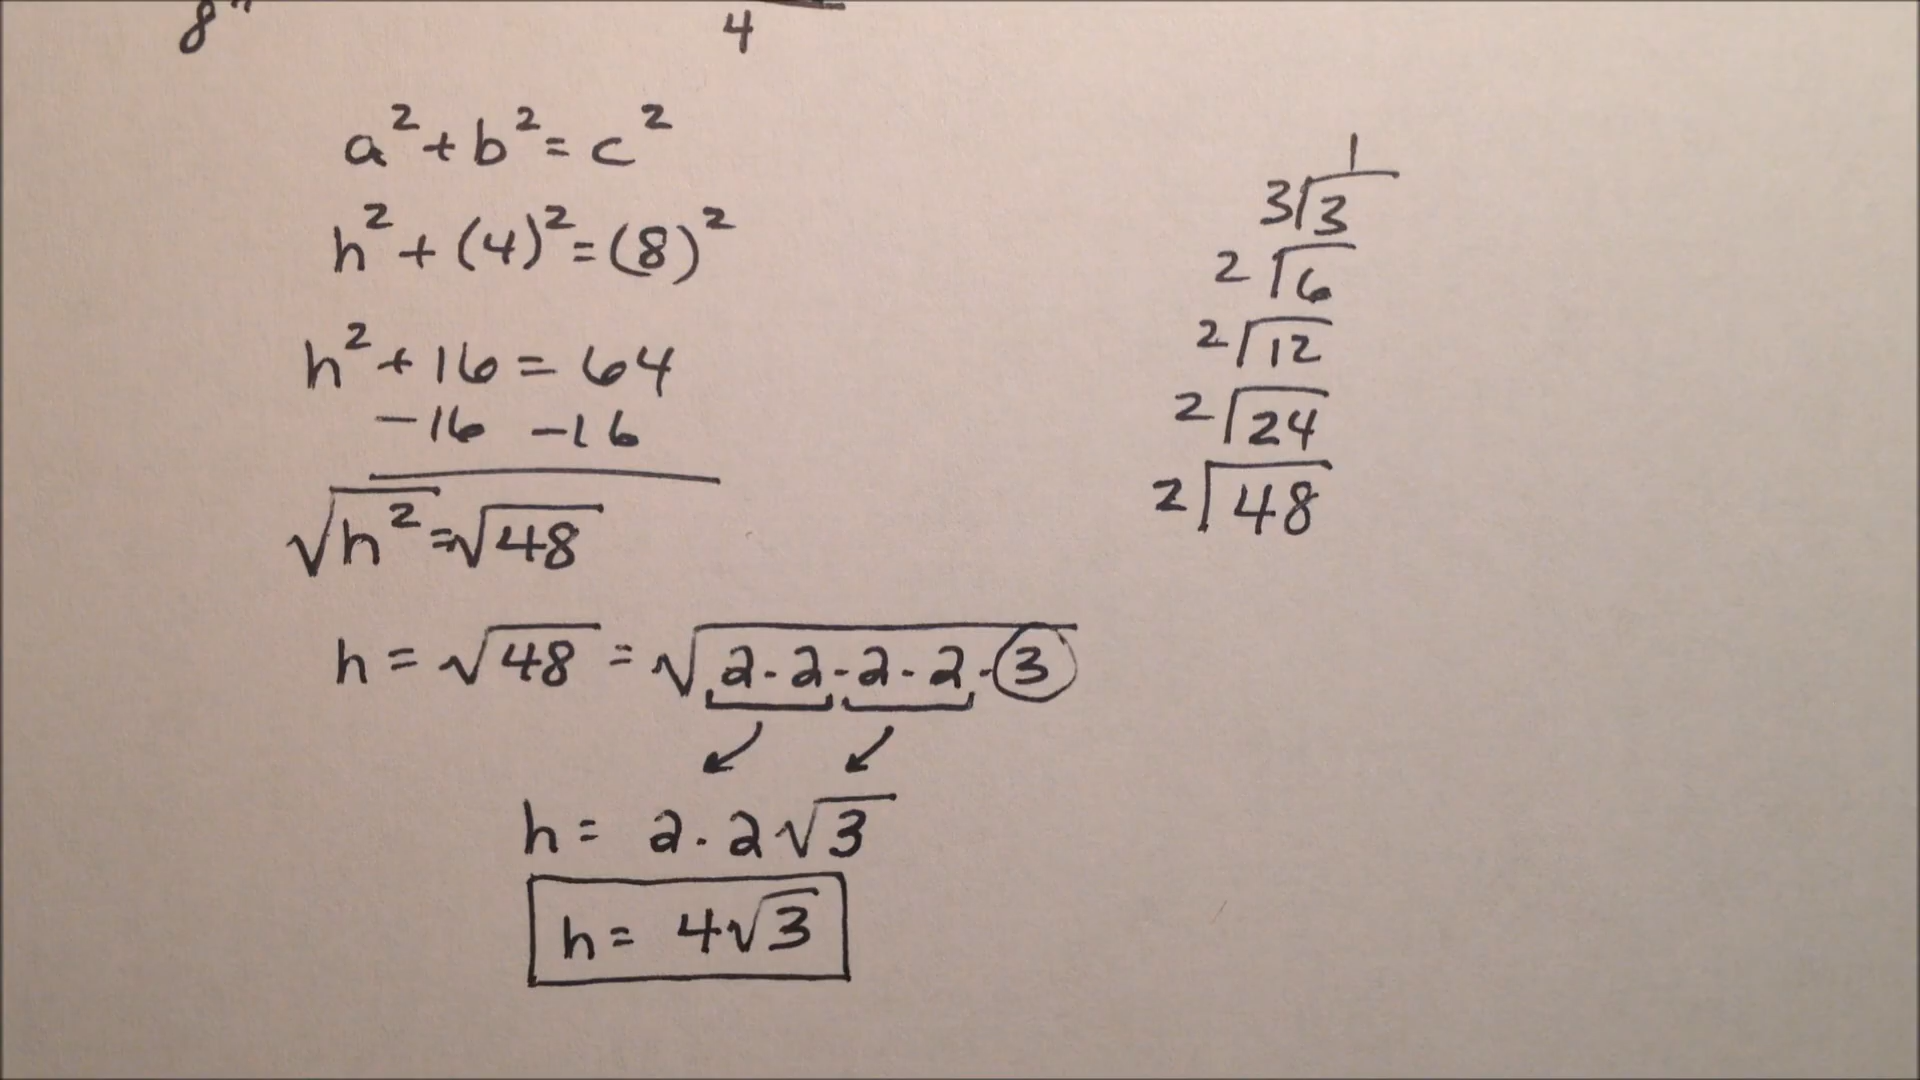 8"
4
a² + b² = c²
h² + (4)² = (8)²
h² + 16 = 64
-16 -16
√h² = √48
h = √48 = √2·2·2·2·3
h = 2·2√3
h = 4√3
1
3√3
2√6
2√12
2√24
2√48